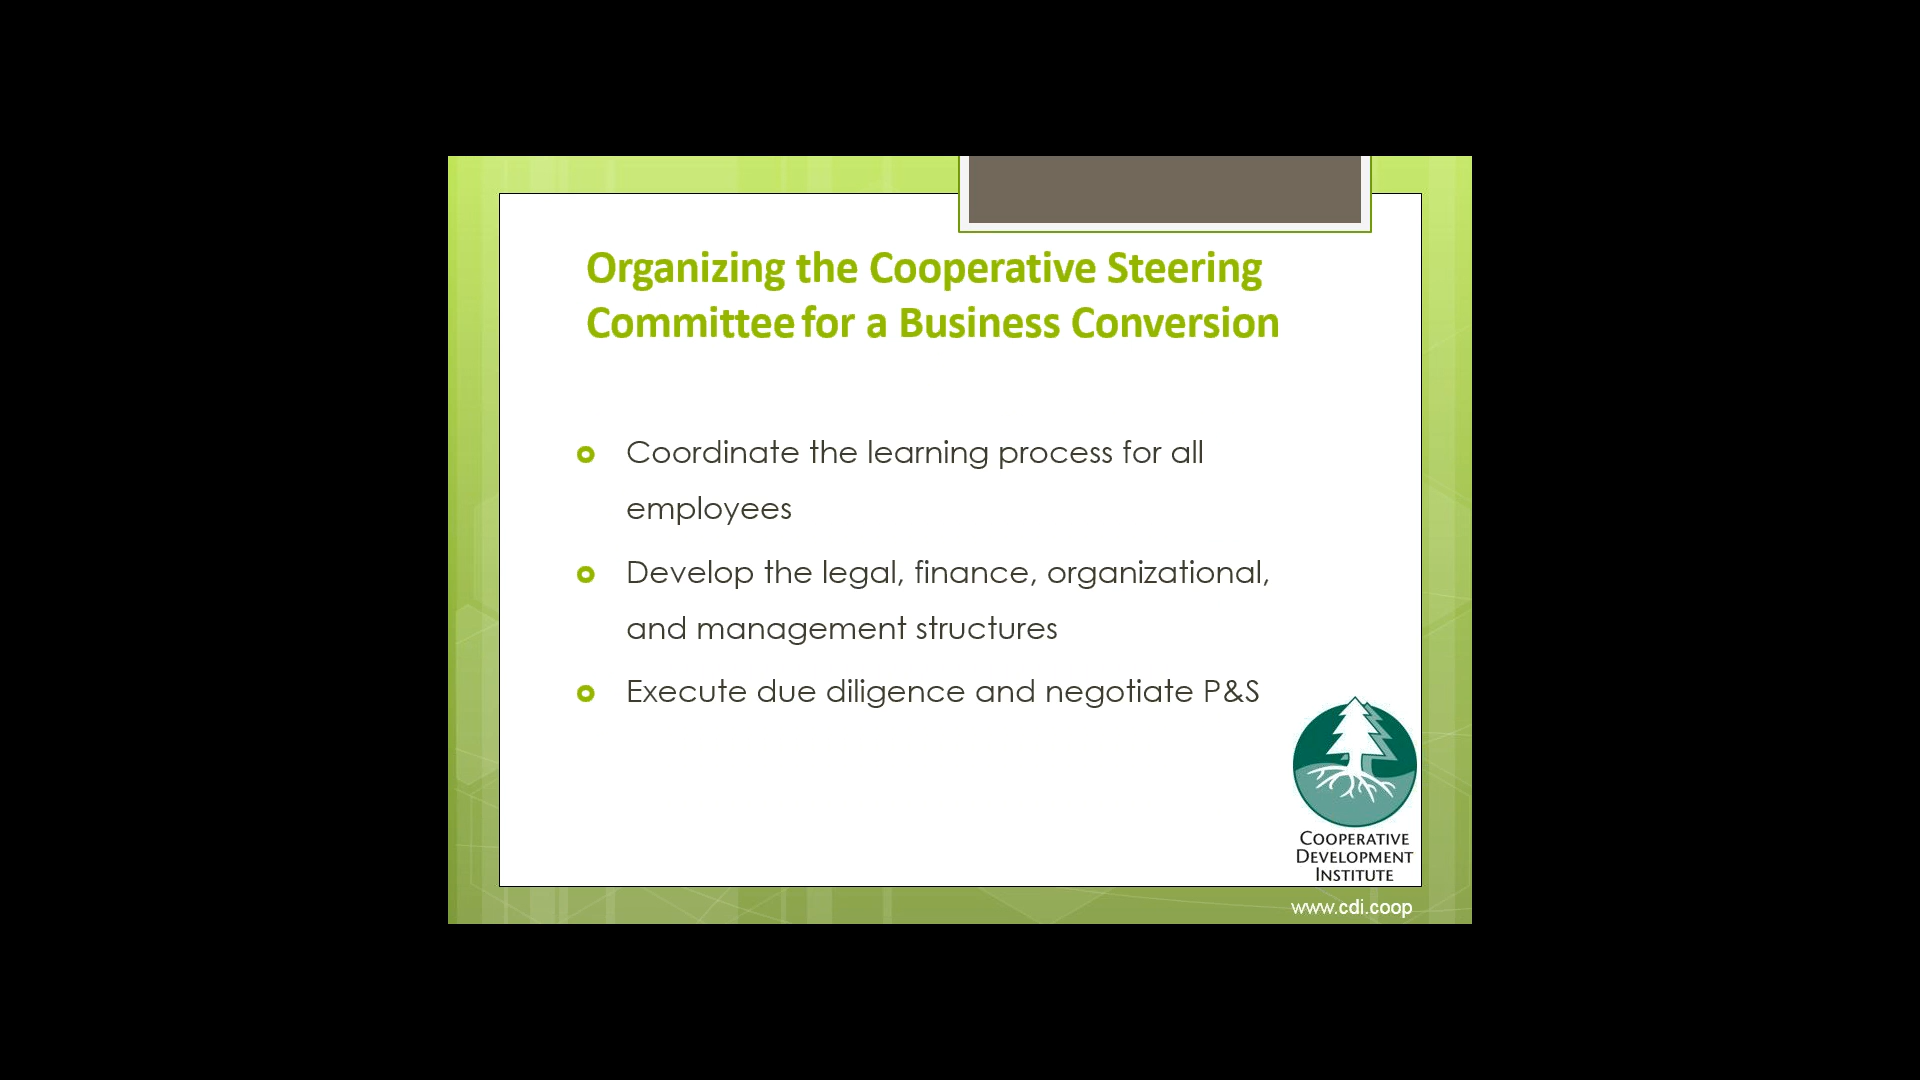 Organizing the Cooperative Steering
Committee for a Business Conversion
Coordinate the learning process for all
employees
Develop the legal, finance, organizational,
and management structures
Execute due diligence and negotiate P&S
COOPERATIVE
DEVELOPMENT
INSTITUTE
www.cdi.coop